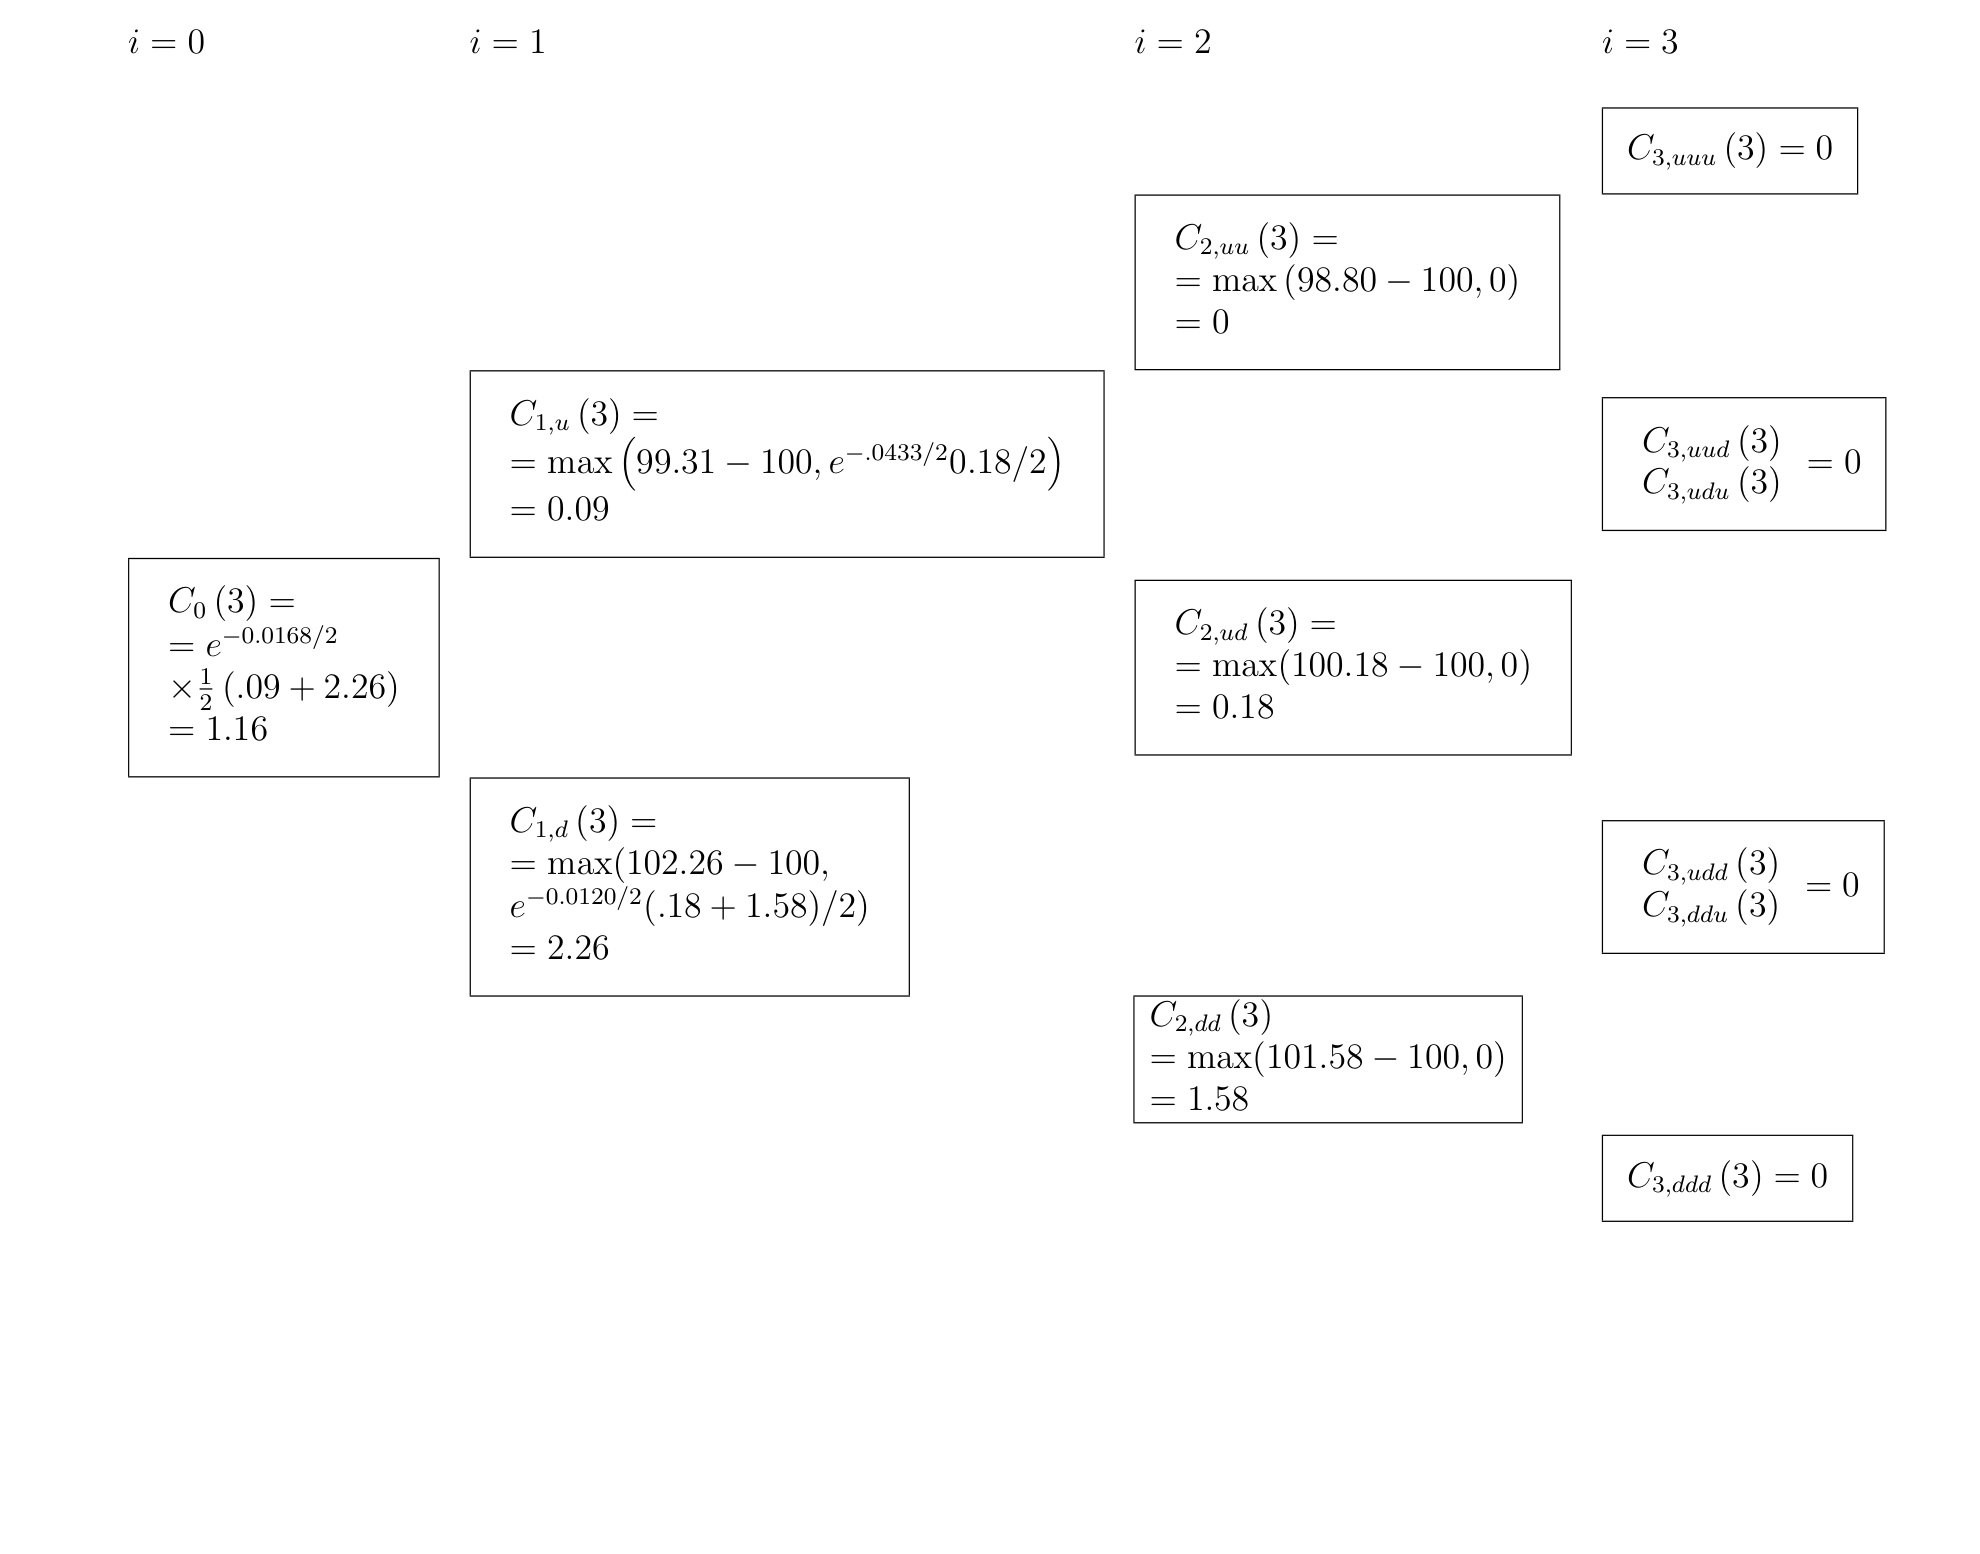 i = 0 i = 1 i = 2 i = 3
C_{3,uuu} (3) = 0
C_{2,uu} (3) =
= max (98.80 − 100, 0)
= 0
C_{1,u} (3) =
= max (99.31 − 100, e^{−.0433/2}0.18/2)
= 0.09
C_{3,uud} (3)
C_{3,udu} (3)
= 0
C_0 (3) =
= e^{−0.0168/2}
×\frac{1}{2} (.09 + 2.26)
= 1.16
C_{2,ud} (3) =
= max(100.18 − 100, 0)
= 0.18
C_{1,d} (3) =
= max(102.26 − 100,
e^{−0.0120/2}(.18 + 1.58)/2)
= 2.26
C_{3,udd} (3)
C_{3,ddu} (3)
= 0
C_{2,dd} (3)
= max(101.58 − 100, 0)
= 1.58
C_{3,ddd} (3) = 0